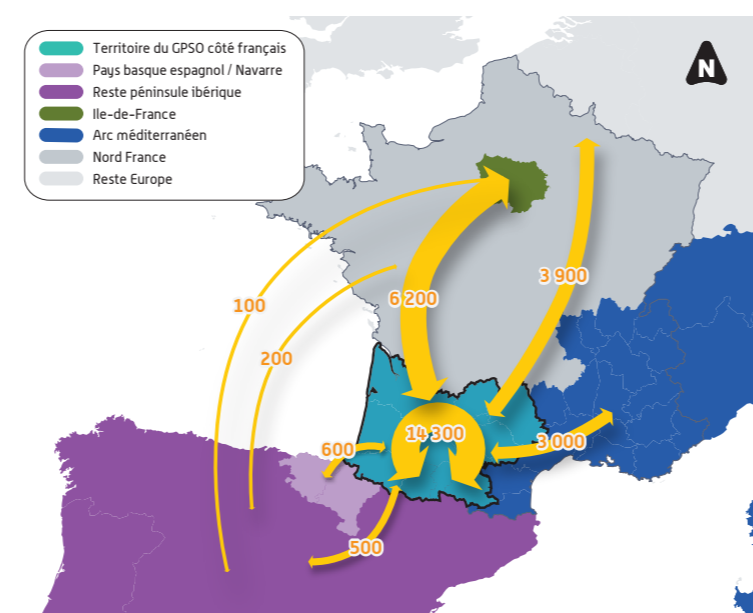 Territoire du GPSO côté français
Pays basque espagnol / Navarre
Reste péninsule ibérique
Ile-de-France
Arc méditerranéen
Nord France
Reste Europe
N
3 900
6 200
100
200
14 300
3 000
600
500